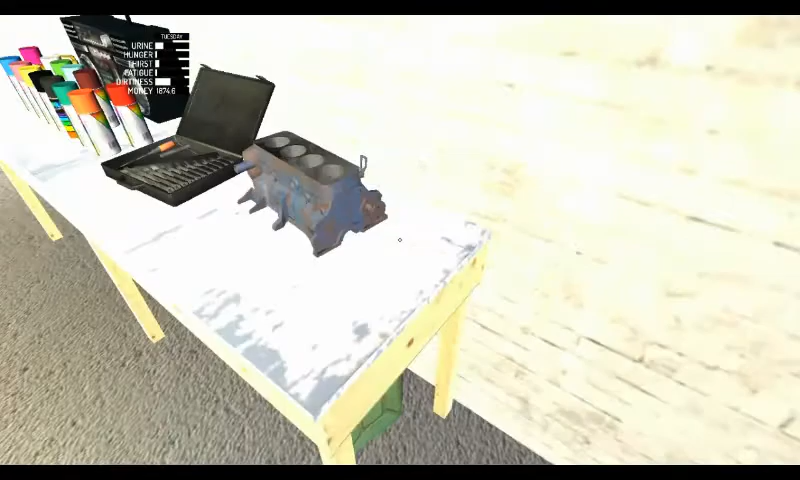 TUESDAY
URINE
HUNGER
THIRST
FATIGUE
DIRTINESS
MONEY 1874.6